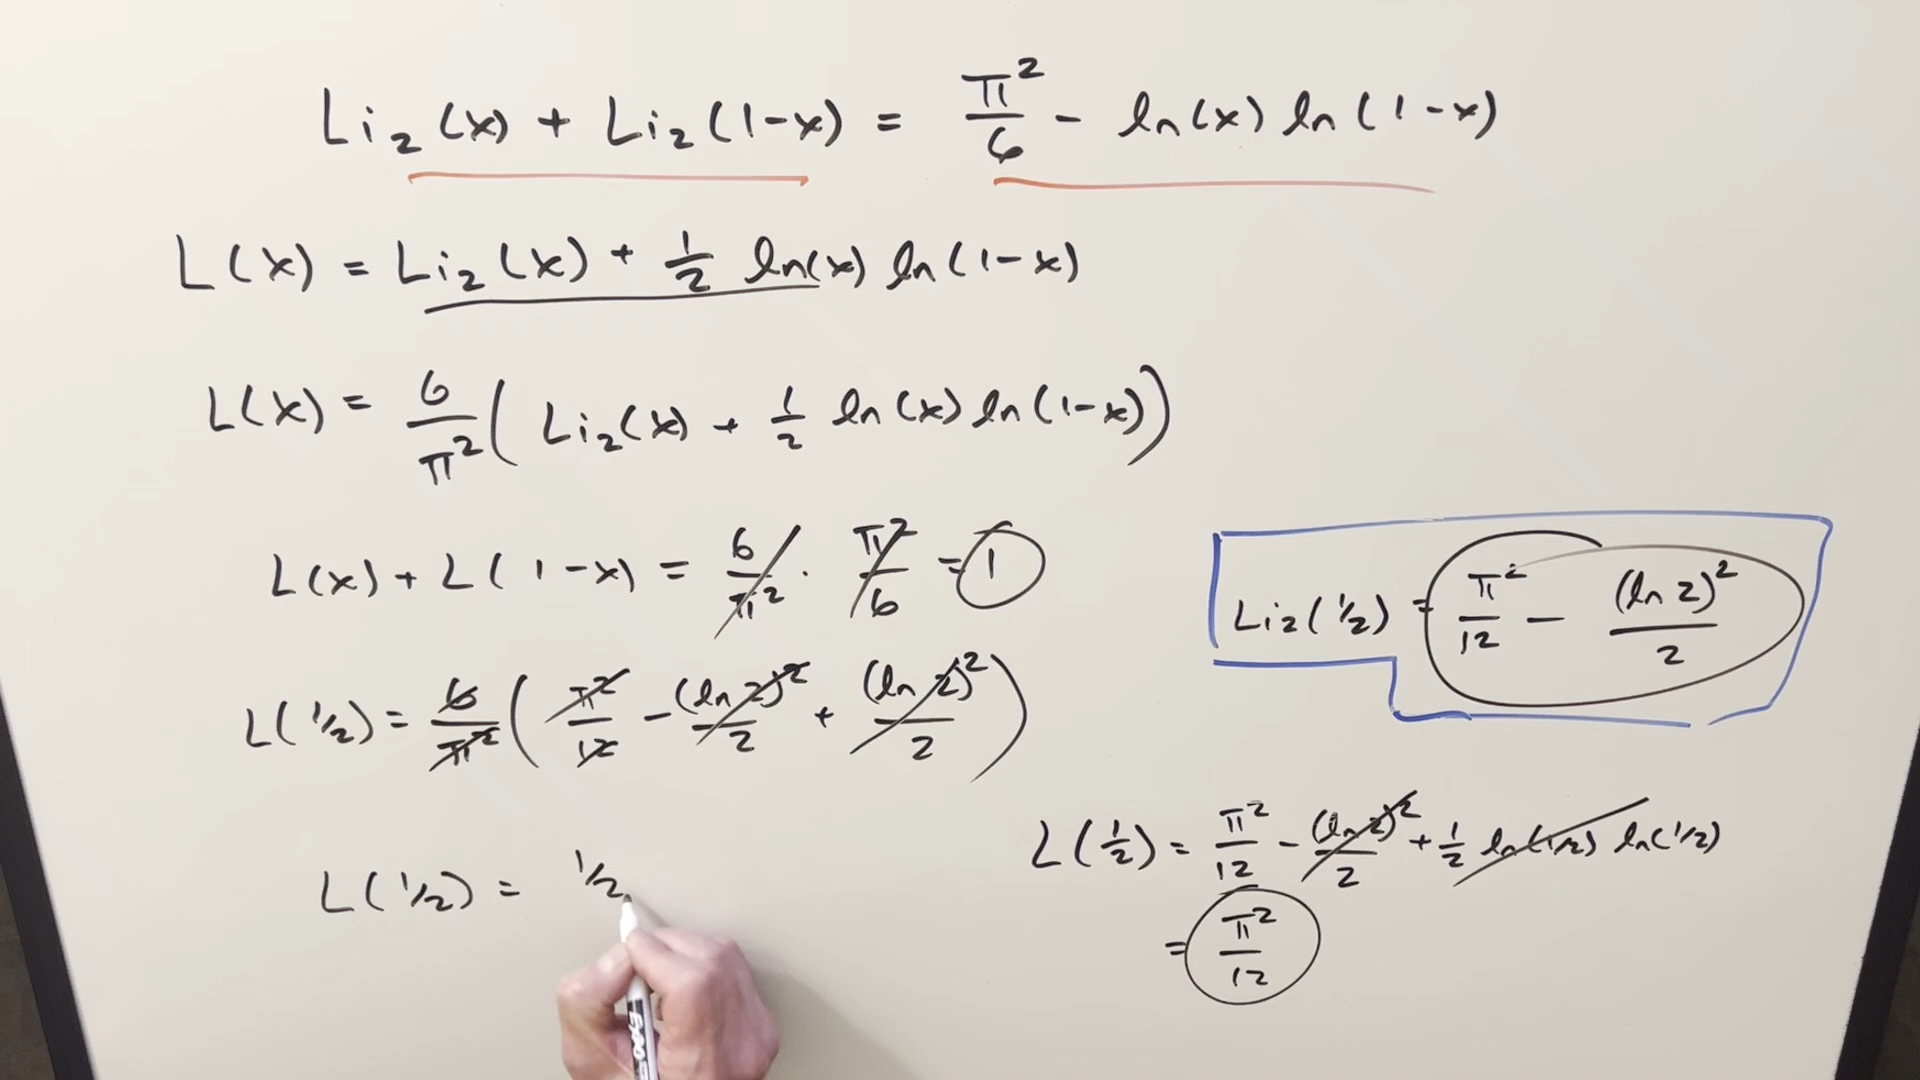 Li₂(x) + Li₂(1-x) = π²/6 - ln(x) ln(1-x)
L(x) = Li₂(x) + 1/2 ln(x) ln(1-x)
L(x) = 6/π² ( Li₂(x) + 1/2 ln(x) ln(1-x) )
L(x) + L(1-x) = 6/π² · π²/6 = 1
Li₂(1/2) = π²/12 - (ln 2)²/2
L(1/2) = 6/π² ( π²/12 - (ln 2)²/2 + (ln 2)²/2 )
L(1/2) = π²/12 - (ln 2)²/2 + 1/2 ln(1/2) ln(1/2)
= π²/12
L(1/2) = 1/2
EXPO